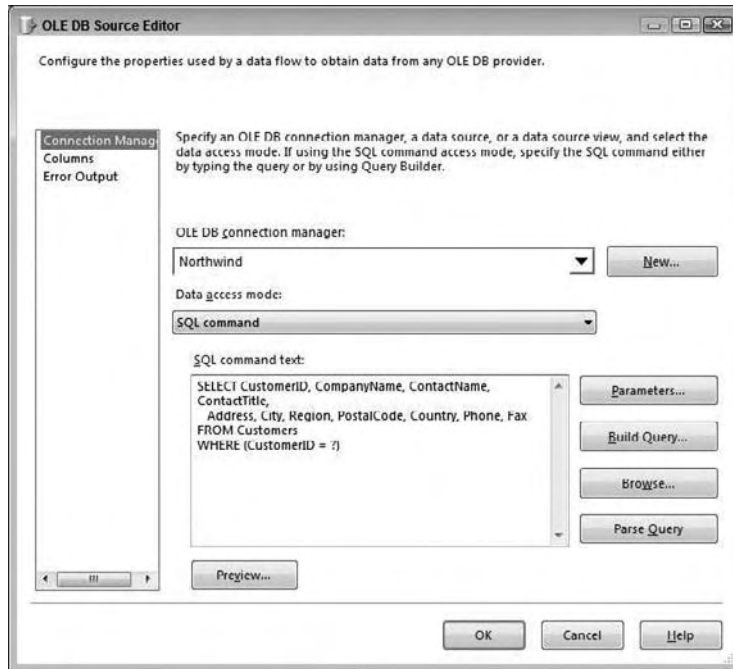 OLE DB Source Editor
Configure the properties used by a data flow to obtain data from any OLE DB provider.
Connection Manag
Columns
Error Output
Specify an OLE DB connection manager, a data source, or a data source view, and select the
data access mode. If using the SQL command access mode, specify the SQL command either
by typing the query or by using Query Builder.
OLE DB connection manager:
Northwind
New...
Data access mode:
SQL command
SQL command text:
SELECT CustomerID, CompanyName, ContactName,
ContactTitle,
Address, City, Region, PostalCode, Country, Phone, Fax
FROM Customers
WHERE (CustomerID = ?)
Parameters...
Build Query...
Browse...
Parse Query
Preview...
OK
Cancel
Help